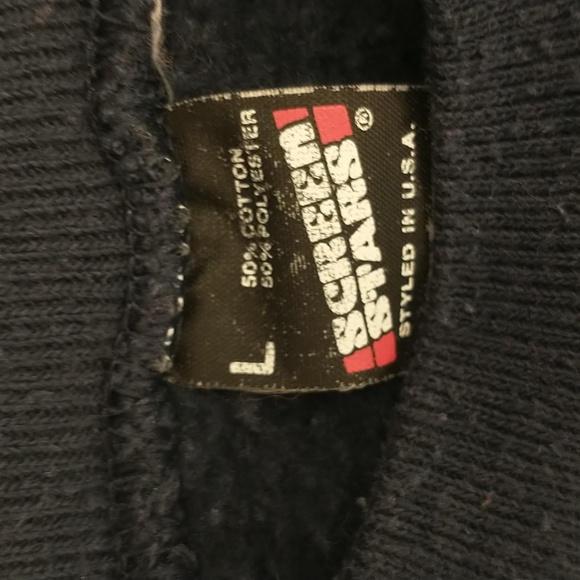 SCREEN
STARS®
STYLED IN U.S.A.
50% COTTON
50% POLYESTER
L